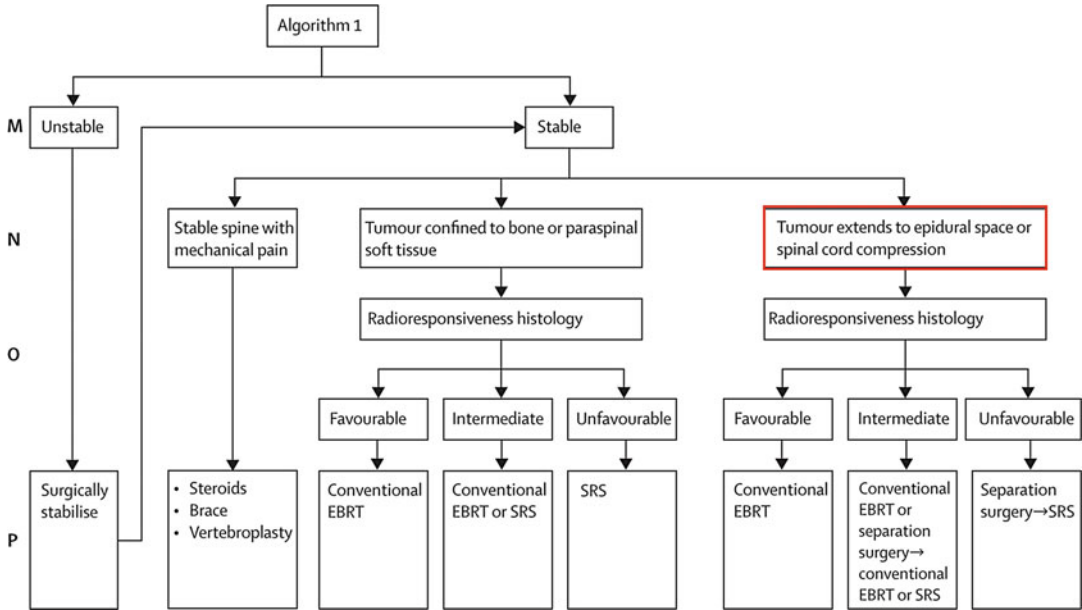 Algorithm 1
M
Unstable
Stable
N
Stable spine with
mechanical pain
Tumour confined to bone or paraspinal
soft tissue
Tumour extends to epidural space or
spinal cord compression
Radioresponsiveness histology
Radioresponsiveness histology
O
Favourable
Intermediate
Unfavourable
Favourable
Intermediate
Unfavourable
P
Surgically
stabilise
• Steroids
• Brace
• Vertebroplasty
Conventional
EBRT
Conventional
EBRT or SRS
SRS
Conventional
EBRT
Conventional
EBRT or
separation
surgery→
conventional
EBRT or SRS
Separation
surgery→SRS